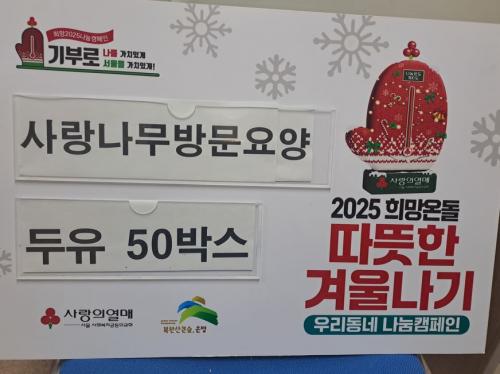 희망2025나눔캠페인
기부로 나를 가치있게
서울을 가치있게!
사랑나무방문요양
두유 50박스
사랑의열매
2025 희망온돌
따뜻한
겨울나기
우리동네 나눔캠페인
사랑의열매
서울 사회복지공동모금회
북한산큰숲, 은평